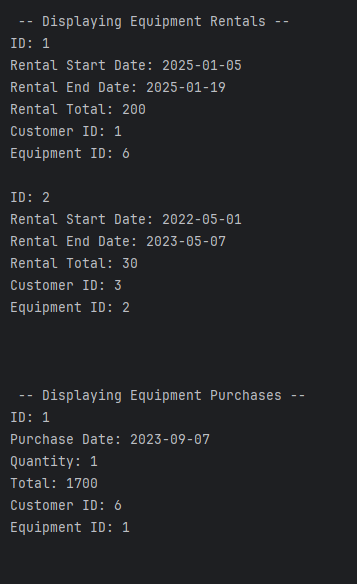 -- Displaying Equipment Rentals --
ID: 1
Rental Start Date: 2025-01-05
Rental End Date: 2025-01-19
Rental Total: 200
Customer ID: 1
Equipment ID: 6
ID: 2
Rental Start Date: 2022-05-01
Rental End Date: 2023-05-07
Rental Total: 30
Customer ID: 3
Equipment ID: 2
-- Displaying Equipment Purchases --
ID: 1
Purchase Date: 2023-09-07
Quantity: 1
Total: 1700
Customer ID: 6
Equipment ID: 1